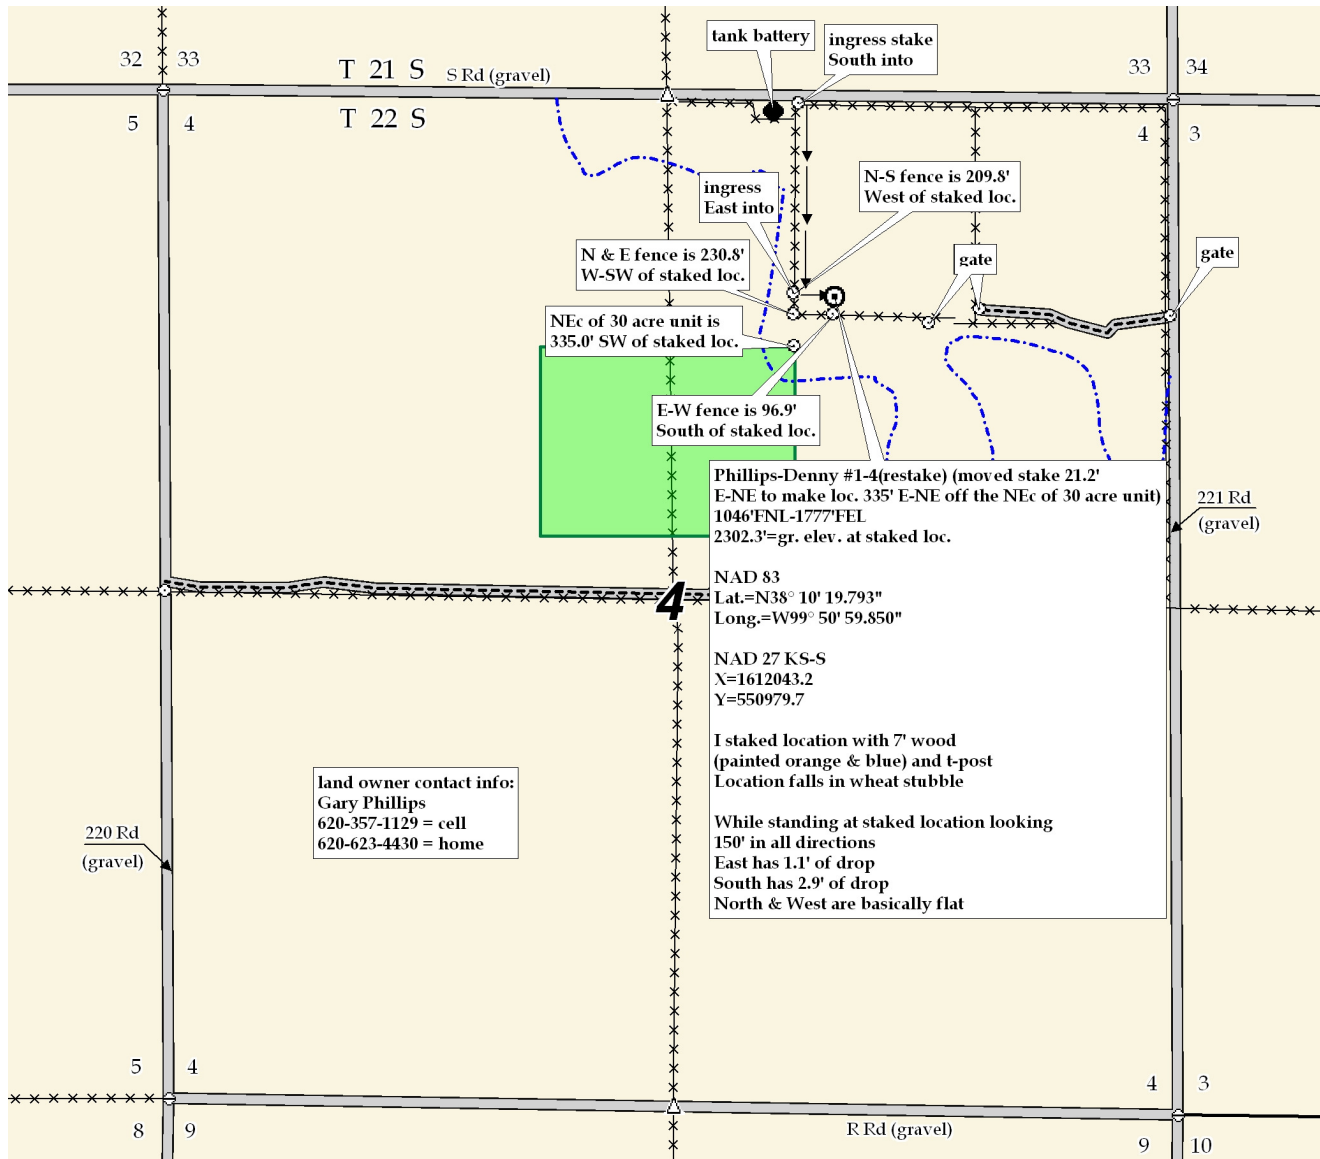 tank battery
ingress stake
South into
32 33
T 21 S
S Rd (gravel)
33 34
5 4
T 22 S
4 3
ingress
East into
N-S fence is 209.8'
West of staked loc.
N & E fence is 230.8'
W-SW of staked loc.
gate
gate
NEc of 30 acre unit is
335.0' SW of staked loc.
E-W fence is 96.9'
South of staked loc.
Phillips-Denny #1-4(restake) (moved stake 21.2'
E-NE to make loc. 335' E-NE off the NEc of 30 acre unit)
1046'FNL-1777'FEL
2302.3'=gr. elev. at staked loc.
NAD 83
Lat.=N38° 10' 19.793"
Long.=W99° 50' 59.850"
NAD 27 KS-S
X=1612043.2
Y=550979.7
I staked location with 7' wood
(painted orange & blue) and t-post
Location falls in wheat stubble
While standing at staked location looking
150' in all directions
East has 1.1' of drop
South has 2.9' of drop
North & West are basically flat
221 Rd
(gravel)
4
land owner contact info:
Gary Phillips
620-357-1129 = cell
620-623-4430 = home
220 Rd
(gravel)
5 4
4 3
8 9
R Rd (gravel)
9 10